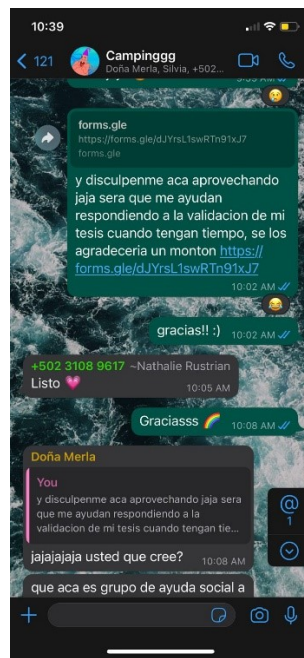 10:39
121
Campinggg
Doña Merla, Silvia, +502...
forms.gle
https://forms.gle/dJYrsL1swRTn91xJ7
forms.gle
y disculpenme aca aprovechando
jaja sera que me ayudan
respondiendo a la validacion de mi
tesis cuando tengan tiempo, se los
agradeceria un monton https://
forms.gle/dJYrsL1swRTn91xJ7
10:02 AM
gracias!! :)
10:02 AM
+502 3108 9617 ~Nathalie Rustrian
Listo 💗
10:05 AM
Graciasss 🌈
10:08 AM
Doña Merla
You
y disculpenme aca aprovechando jaja sera
que me ayudan respondiendo a la
validacion de mi tesis cuando tengan tie...
jajajajaja usted que cree?
10:08 AM
@
1
que aca es grupo de ayuda social a